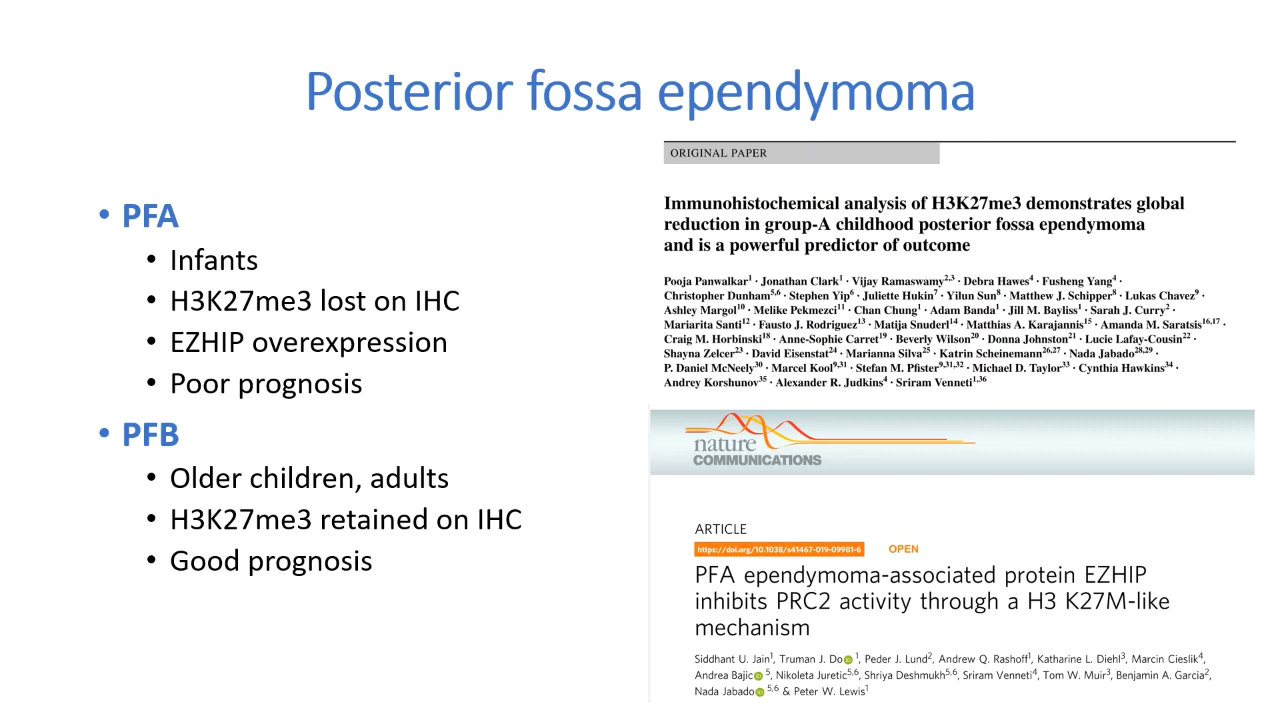 Posterior fossa ependymoma
• PFA
• Infants
• H3K27me3 lost on IHC
• EZHIP overexpression
• Poor prognosis
• PFB
• Older children, adults
• H3K27me3 retained on IHC
• Good prognosis
ORIGINAL PAPER
Immunohistochemical analysis of H3K27me3 demonstrates global
reduction in group-A childhood posterior fossa ependymoma
and is a powerful predictor of outcome
Pooja Panwalkar1 · Jonathan Clark1 · Vijay Ramaswamy2,3 · Debra Hawes4 · Fusheng Yang4 ·
Christopher Dunham5,6 · Stephen Yip6 · Juliette Hukin7 · Yilun Sun8 · Matthew J. Schipper8 · Lukas Chavez9 ·
Ashley Margol10 · Melike Pekmezci11 · Chan Chung1 · Adam Banda1 · Jill M. Bayliss1 · Sarah J. Curry2 ·
Mariarita Santi12 · Fausto J. Rodriguez13 · Matija Snuderl14 · Matthias A. Karajannis15 · Amanda M. Saratsis16,17 ·
Craig M. Horbinski18 · Anne-Sophie Carret19 · Beverly Wilson20 · Donna Johnston21 · Lucie Lafay-Cousin22 ·
Shayna Zelcer23 · David Eisenstat24 · Marianna Silva25 · Katrin Scheinemann26,27 · Nada Jabado28,29 ·
P. Daniel McNeely30 · Marcel Kool9,31 · Stefan M. Pfister9,31,32 · Michael D. Taylor33 · Cynthia Hawkins34 ·
Andrey Korshunov35 · Alexander R. Judkins4 · Sriram Venneti1,36
nature
COMMUNICATIONS
ARTICLE
https://doi.org/10.1038/s41467-019-09981-6 OPEN
PFA ependymoma-associated protein EZHIP
inhibits PRC2 activity through a H3 K27M-like
mechanism
Siddhant U. Jain1, Truman J. Do 1, Peder J. Lund2, Andrew Q. Rashoff1, Katharine L. Diehl3, Marcin Cieslik4,
Andrea Bajic 5, Nikoleta Juretic5,6, Shriya Deshmukh5,6, Sriram Venneti4, Tom W. Muir3, Benjamin A. Garcia2,
Nada Jabado 5,6 & Peter W. Lewis1